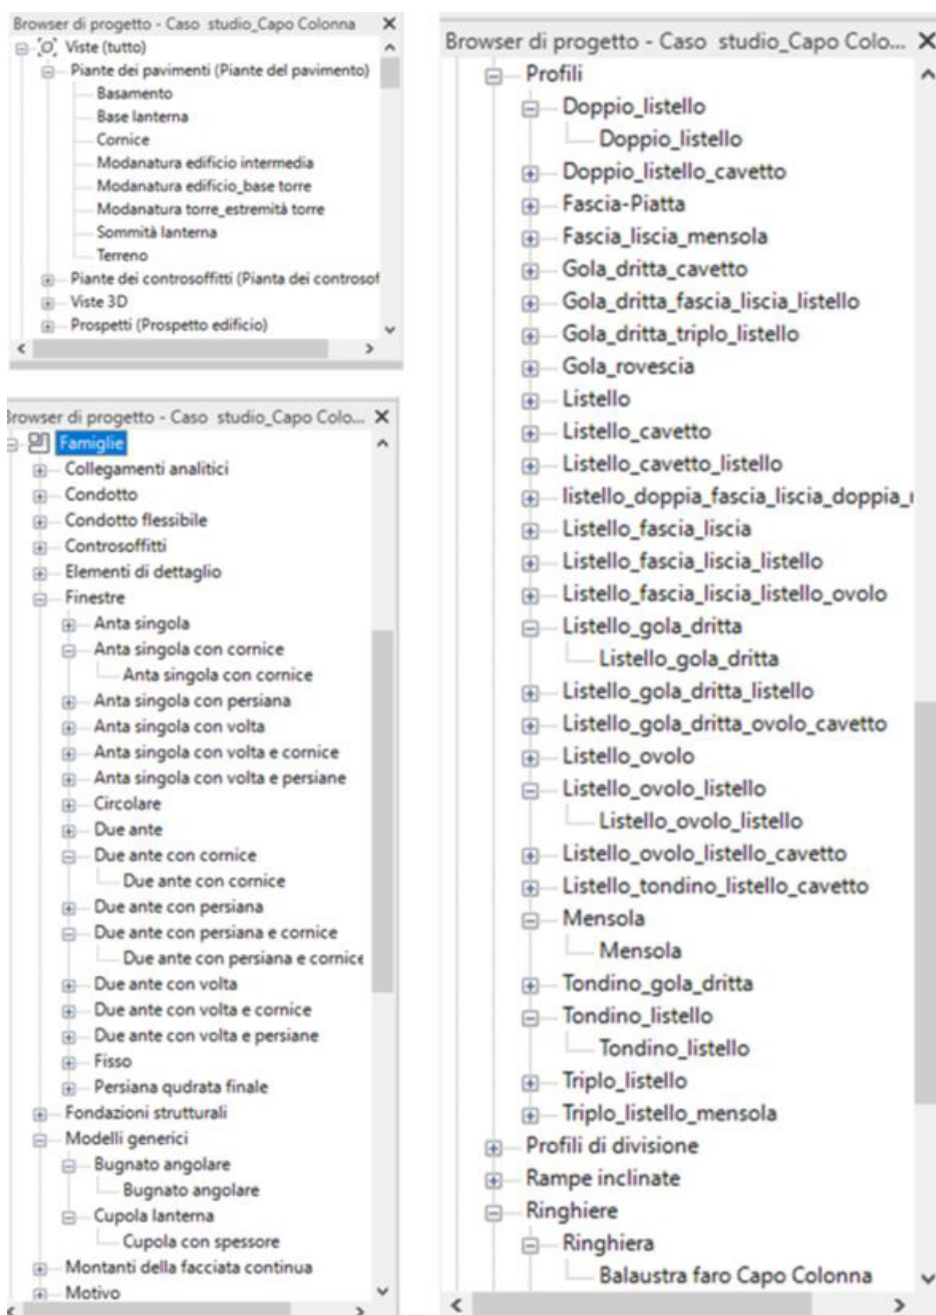 Browser di progetto - Caso studio_Capo Colonna
Viste (tutto)
Piante dei pavimenti (Piante del pavimento)
Basamento
Base lanterna
Cornice
Modanatura edificio intermedia
Modanatura edificio_base torre
Modanatura torre_estremità torre
Sommità lanterna
Terreno
Piante dei controsoffitti (Pianta dei controsof
Viste 3D
Prospetti (Prospetto edificio)
Browser di progetto - Caso studio_Capo Colo...
Famiglie
Collegamenti analitici
Condotto
Condotto flessibile
Controsoffitti
Elementi di dettaglio
Finestre
Anta singola
Anta singola con cornice
Anta singola con cornice
Anta singola con persiana
Anta singola con volta
Anta singola con volta e cornice
Anta singola con volta e persiane
Circolare
Due ante
Due ante con cornice
Due ante con cornice
Due ante con persiana
Due ante con persiana e cornice
Due ante con persiana e cornice
Due ante con volta
Due ante con volta e cornice
Due ante con volta e persiane
Fisso
Persiana qudrata finale
Fondazioni strutturali
Modelli generici
Bugnato angolare
Bugnato angolare
Cupola lanterna
Cupola con spessore
Montanti della facciata continua
Motivo
Browser di progetto - Caso studio_Capo Colo...
Profili
Doppio_listello
Doppio_listello
Doppio_listello_cavetto
Fascia-Piatta
Fascia_liscia_mensola
Gola_dritta_cavetto
Gola_dritta_fascia_liscia_listello
Gola_dritta_triplo_listello
Gola_rovescia
Listello
Listello_cavetto
Listello_cavetto_listello
listello_doppia_fascia_liscia_doppia_
Listello_fascia_liscia
Listello_fascia_liscia_listello
Listello_fascia_liscia_listello_ovolo
Listello_gola_dritta
Listello_gola_dritta
Listello_gola_dritta_listello
Listello_gola_dritta_ovolo_cavetto
Listello_ovolo
Listello_ovolo_listello
Listello_ovolo_listello
Listello_ovolo_listello_cavetto
Listello_tondino_listello_cavetto
Mensola
Mensola
Tondino_gola_dritta
Tondino_listello
Tondino_listello
Triplo_listello
Triplo_listello_mensola
Profili di divisione
Rampe inclinate
Ringhiere
Ringhiera
Balaustra faro Capo Colonna